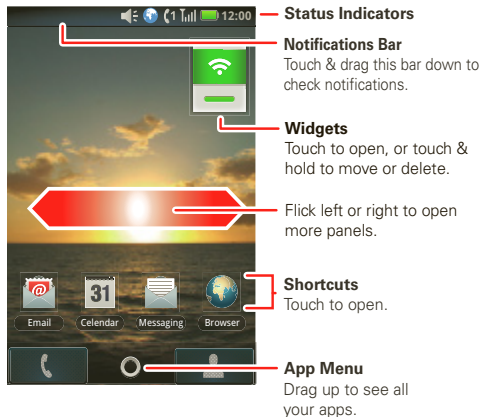 12:00
Status Indicators
Notifications Bar
Touch & drag this bar down to
check notifications.
Widgets
Touch to open, or touch &
hold to move or delete.
Flick left or right to open
more panels.
31
Email
Celendar
Messaging
Browser
Shortcuts
Touch to open.
App Menu
Drag up to see all
your apps.